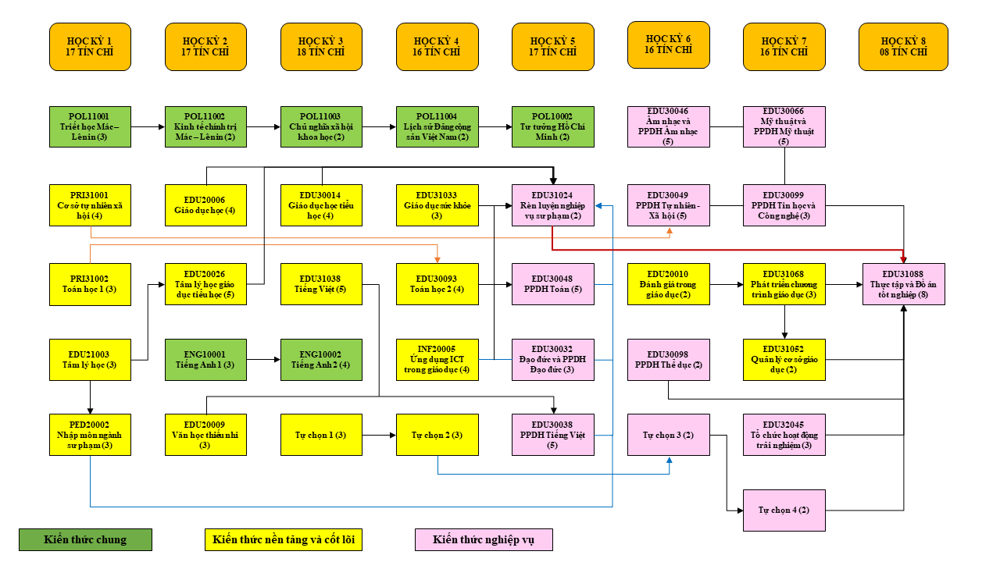 HỌC KỲ 1
17 TÍN CHỈ
HỌC KỲ 2
17 TÍN CHỈ
HỌC KỲ 3
18 TÍN CHỈ
HỌC KỲ 4
16 TÍN CHỈ
HỌC KỲ 5
17 TÍN CHỈ
HỌC KỲ 6
16 TÍN CHỈ
HỌC KỲ 7
16 TÍN CHỈ
HỌC KỲ 8
08 TÍN CHỈ
POL11001
Triết học Mác –
Lênin (3)
POL11002
Kinh tế chính trị
Mác – Lênin (2)
POL11003
Chủ nghĩa xã hội
khoa học (2)
POL11004
Lịch sử Đảng cộng
sản Việt Nam (2)
POL10002
Tư tưởng Hồ Chí
Minh (2)
EDU30046
Âm nhạc và
PPDH Âm nhạc
(5)
EDU30066
Mỹ thuật và
PPDH Mỹ thuật
(5)
PRI31001
Cơ sở tự nhiên xã
hội (4)
EDU20006
Giáo dục học (4)
EDU30014
Giáo dục học tiểu
học (4)
EDU31033
Giáo dục sức khỏe
(3)
EDU31024
Rèn luyện nghiệp
vụ sư phạm (2)
EDU30049
PPDH Tự nhiên -
Xã hội (5)
EDU30099
PPDH Tin học và
Công nghệ (3)
PRI31002
Toán học 1 (3)
EDU20026
Tâm lý học giáo
dục tiểu học (5)
EDU31038
Tiếng Việt (5)
EDU30093
Toán học 2 (4)
EDU30048
PPDH Toán (5)
EDU20010
Đánh giá trong
giáo dục (2)
EDU31068
Phát triển chương
trình giáo dục (3)
EDU31088
Thực tập và Đồ án
tốt nghiệp (8)
EDU21003
Tâm lý học (3)
ENG10001
Tiếng Anh 1 (3)
ENG10002
Tiếng Anh 2 (4)
INF20005
Ứng dụng ICT
trong giáo dục (4)
EDU30032
Đạo đức và PPDH
Đạo đức (3)
EDU30098
PPDH Thể dục (2)
EDU31052
Quản lý cơ sở giáo
dục (2)
PED20002
Nhập môn ngành
sư phạm (3)
EDU20009
Văn học thiếu nhi
(3)
Tự chọn 1 (3)
Tự chọn 2 (3)
EDU30038
PPDH Tiếng Việt
(5)
Tự chọn 3 (2)
EDU32045
Tổ chức hoạt động
trải nghiệm (3)
Tự chọn 4 (2)
Kiến thức chung
Kiến thức nền tảng và cốt lõi
Kiến thức nghiệp vụ